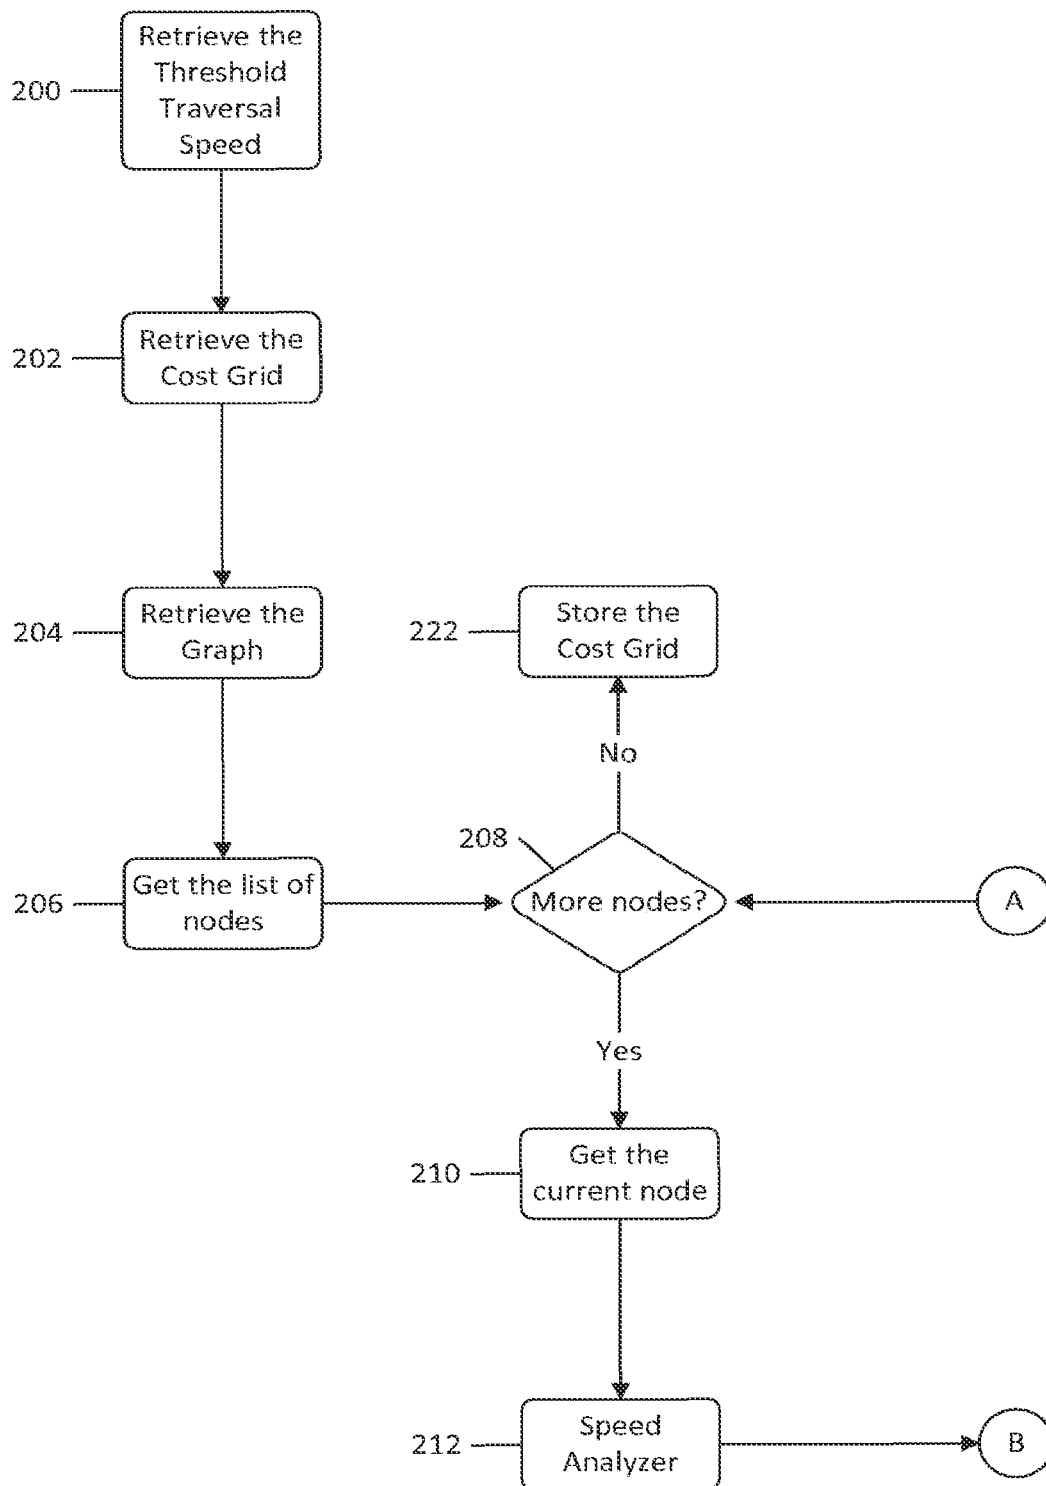 200
Retrieve the
Threshold
Traversal
Speed
202
Retrieve the
Cost Grid
204
Retrieve the
Graph
222
Store the
Cost Grid
No
208
206
Get the list of
nodes
More nodes?
A
Yes
210
Get the
current node
212
Speed
Analyzer
B